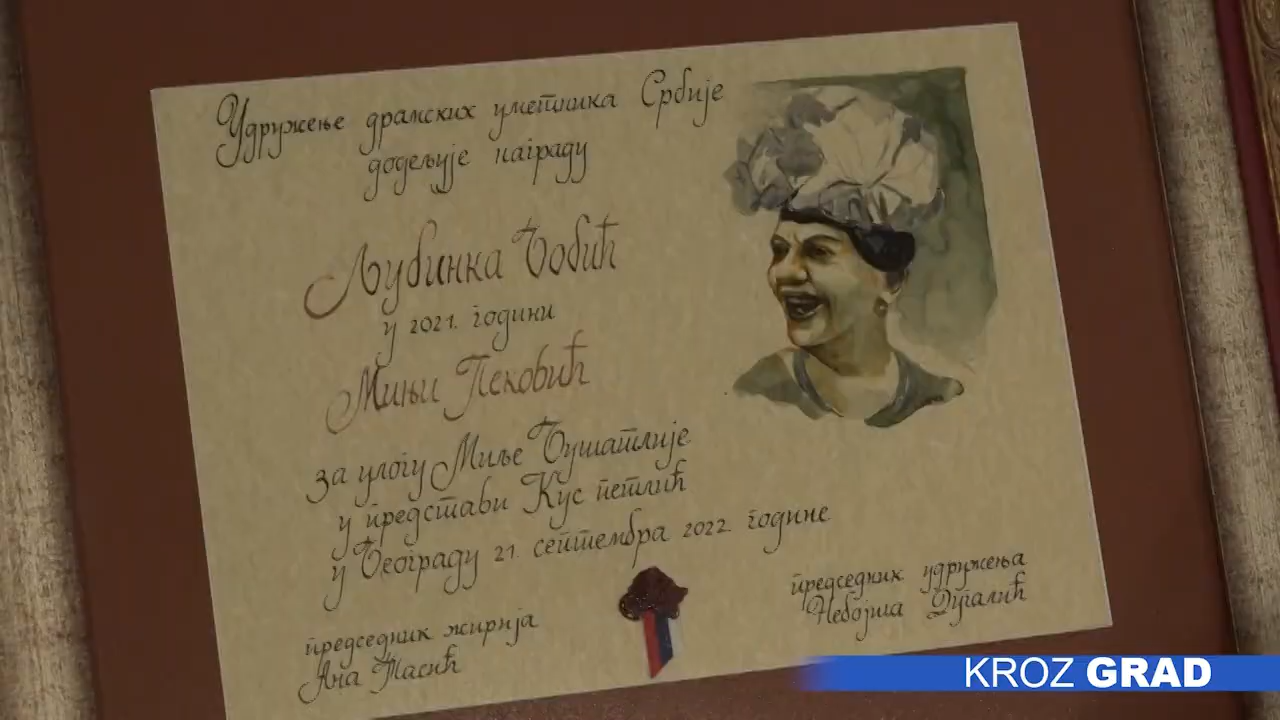 Удружење драмских уметника Србије
додељује награду
Љубинка Бобић
у 2021. години
Мињи Пековић
за улогу Миље Бушатлије
у представи Кус петлић
у Београду 21. септембра 2022. године
председник жирија
Ана Тасић
председник удружења
Небојша Дугалић
KROZ GRAD